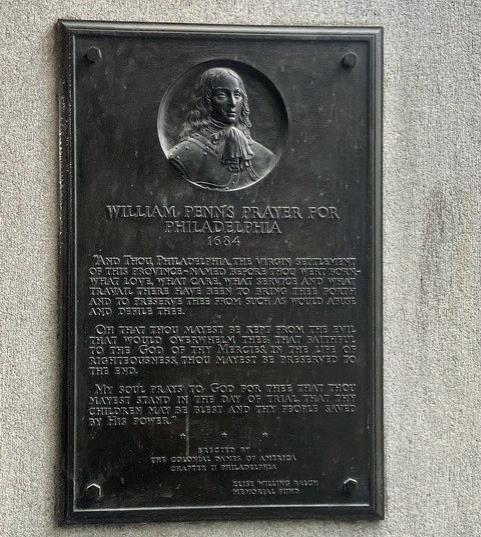 WILLIAM PENN'S PRAYER FOR
PHILADELPHIA
1684
"AND THOU, PHILADELPHIA, THE VIRGIN SETTLEMENT
OF THIS PROVINCE-NAMED BEFORE THOU WERT BORN-
WHAT LOVE, WHAT CARE, WHAT SERVICE AND WHAT
TRAVAIL THERE HAVE BEEN TO BRING THEE FORTH
AND TO PRESERVE THEE FROM SUCH AS WOULD ABUSE
AND DEFILE THEE.
OH THAT THOU MAYEST BE KEPT FROM THE EVIL
THAT WOULD OVERWHELM THEE; THAT FAITHFUL
TO THE GOD OF THY MERCIES, IN THE LIFE OF
RIGHTEOUSNESS, THOU MAYEST BE PRESERVED TO
THE END.
MY SOUL PRAYS TO GOD FOR THEE THAT THOU
MAYEST STAND IN THE DAY OF TRIAL, THAT THY
CHILDREN MAY BE BLEST AND THY PEOPLE SAVED
BY HIS POWER."
ERECTED BY
THE COLONIAL DAMES OF AMERICA
CHAPTER II PHILADELPHIA
ELISE WILLING BALCH
MEMORIAL FUND